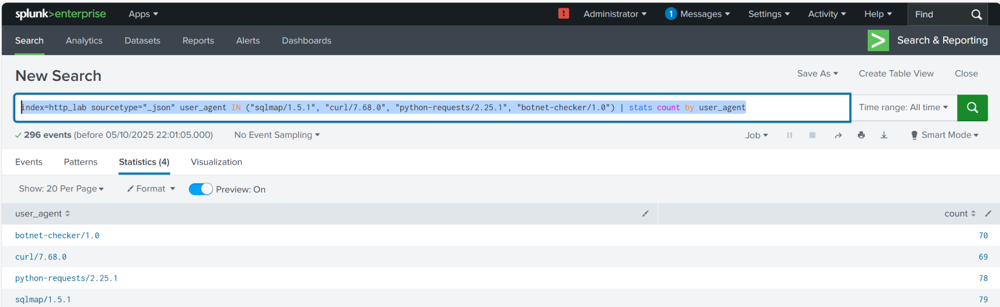 splunk>enterprise Apps ! Administrator 1 Messages Settings Activity Help Find
Search Analytics Datasets Reports Alerts Dashboards > Search & Reporting
New Search Save As Create Table View Close
index=http_lab sourcetype="_json" user_agent IN ("sqlmap/1.5.1", "curl/7.68.0", "python-requests/2.25.1", "botnet-checker/1.0") | stats count by user_agent Time range: All time
296 events (before 05/10/2025 22:01:05.000) No Event Sampling Job Smart Mode
Events Patterns Statistics (4) Visualization
Show: 20 Per Page Format Preview: On
user_agent count
botnet-checker/1.0 70
curl/7.68.0 69
python-requests/2.25.1 78
sqlmap/1.5.1 79